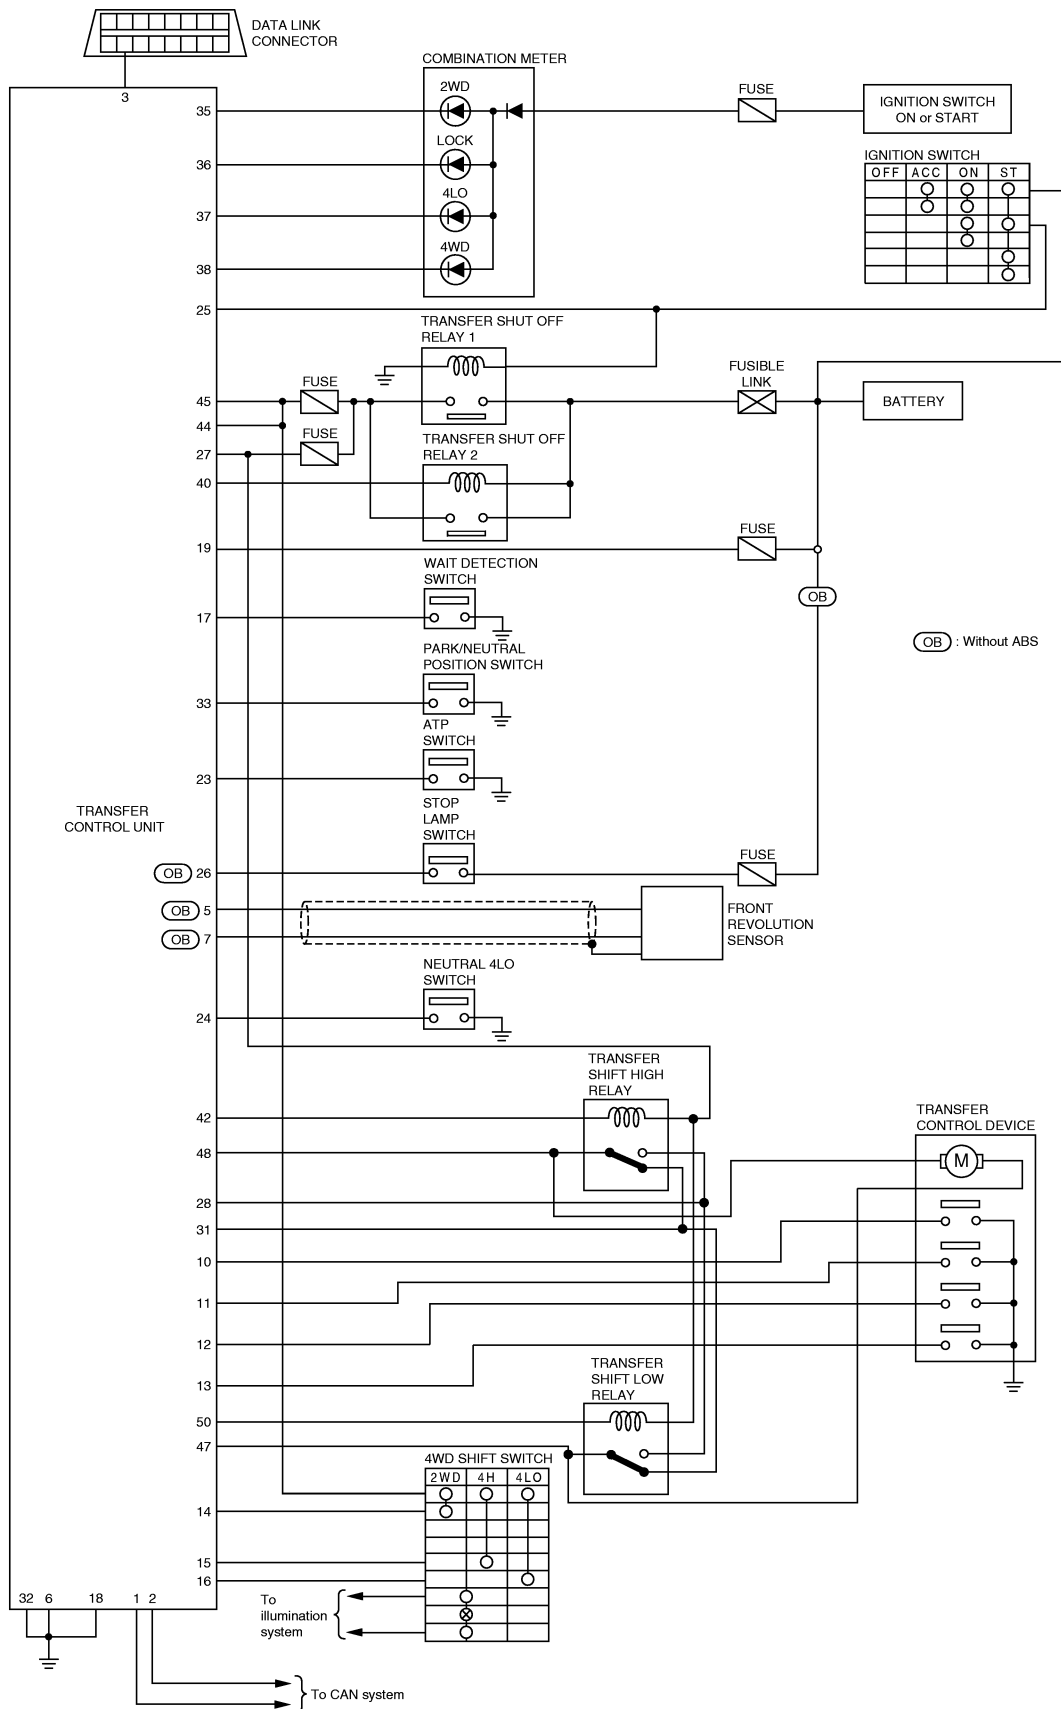 DATA LINK
CONNECTOR
3
COMBINATION METER
2WD
LOCK
4LO
4WD
FUSE
IGNITION SWITCH
ON or START
IGNITION SWITCH
OFF ACC ON ST
35
36
37
38
25
TRANSFER SHUT OFF
RELAY 1
FUSE
FUSIBLE
LINK
BATTERY
45
44
27
FUSE
TRANSFER SHUT OFF
RELAY 2
40
19
FUSE
OB
OB : Without ABS
WAIT DETECTION
SWITCH
17
PARK/NEUTRAL
POSITION SWITCH
33
ATP
SWITCH
23
TRANSFER
CONTROL UNIT
STOP
LAMP
SWITCH
OB 26
FUSE
OB 5
OB 7
FRONT
REVOLUTION
SENSOR
NEUTRAL 4LO
SWITCH
24
TRANSFER
SHIFT HIGH
RELAY
42
48
28
31
10
11
12
13
50
47
TRANSFER
CONTROL DEVICE
M
TRANSFER
SHIFT LOW
RELAY
4WD SHIFT SWITCH
2WD 4H 4LO
14
15
16
To
illumination
system
32 6 18 1 2
To CAN system